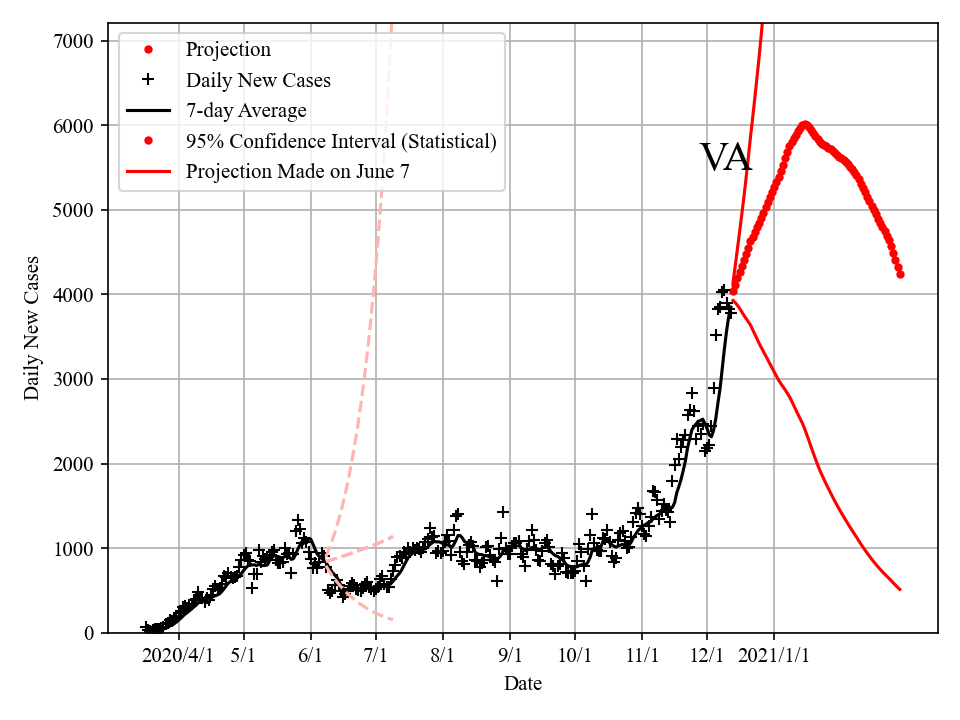 7000
6000
5000
4000
3000
2000
1000
0
Daily New Cases
Projection
Daily New Cases
7-day Average
95% Confidence Interval (Statistical)
Projection Made on June 7
VA
2020/4/1 5/1 6/1 7/1 8/1 9/1 10/1 11/1 12/1 2021/1/1
Date